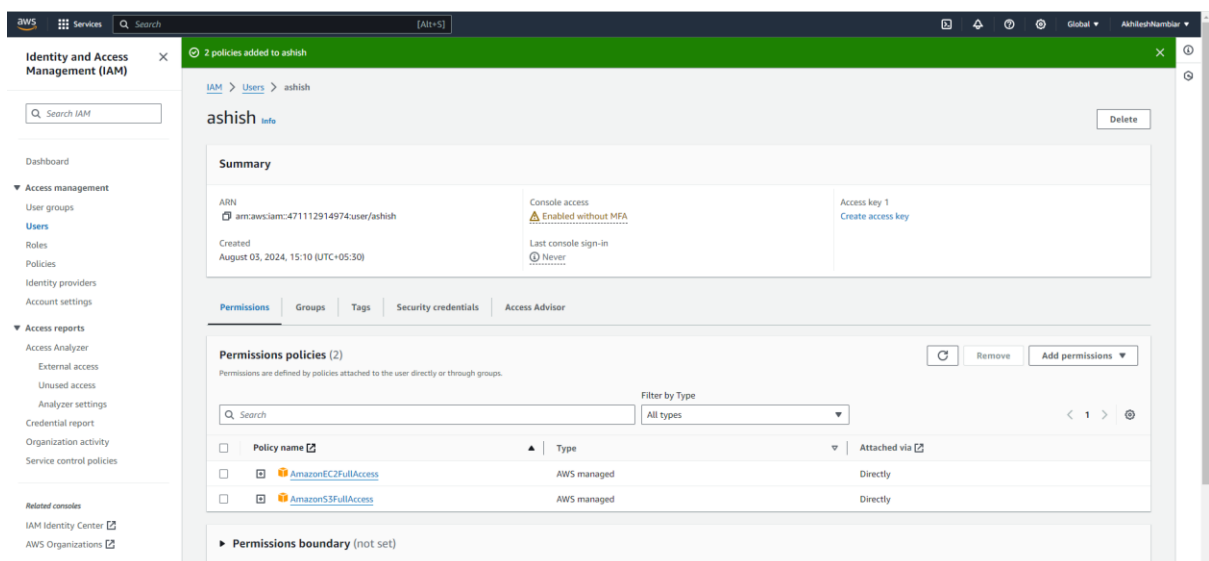 aws Services Search [Alt+S] Global AkhileshNambiar
Identity and Access
Management (IAM)
Search IAM
Dashboard
Access management
User groups
Users
Roles
Policies
Identity providers
Account settings
Access reports
Access Analyzer
External access
Unused access
Analyzer settings
Credential report
Organization activity
Service control policies
Related consoles
IAM Identity Center
AWS Organizations
2 policies added to ashish
IAM > Users > ashish
ashish Info
Delete
Summary
ARN
arn:aws:iam::471112914974:user/ashish
Created
August 03, 2024, 15:10 (UTC+05:30)
Console access
Enabled without MFA
Last console sign-in
Never
Access key 1
Create access key
Permissions Groups Tags Security credentials Access Advisor
Permissions policies (2)
Permissions are defined by policies attached to the user directly or through groups.
Remove Add permissions
Filter by Type
Search All types 1
Policy name Type Attached via
AmazonEC2FullAccess AWS managed Directly
AmazonS3FullAccess AWS managed Directly
Permissions boundary (not set)